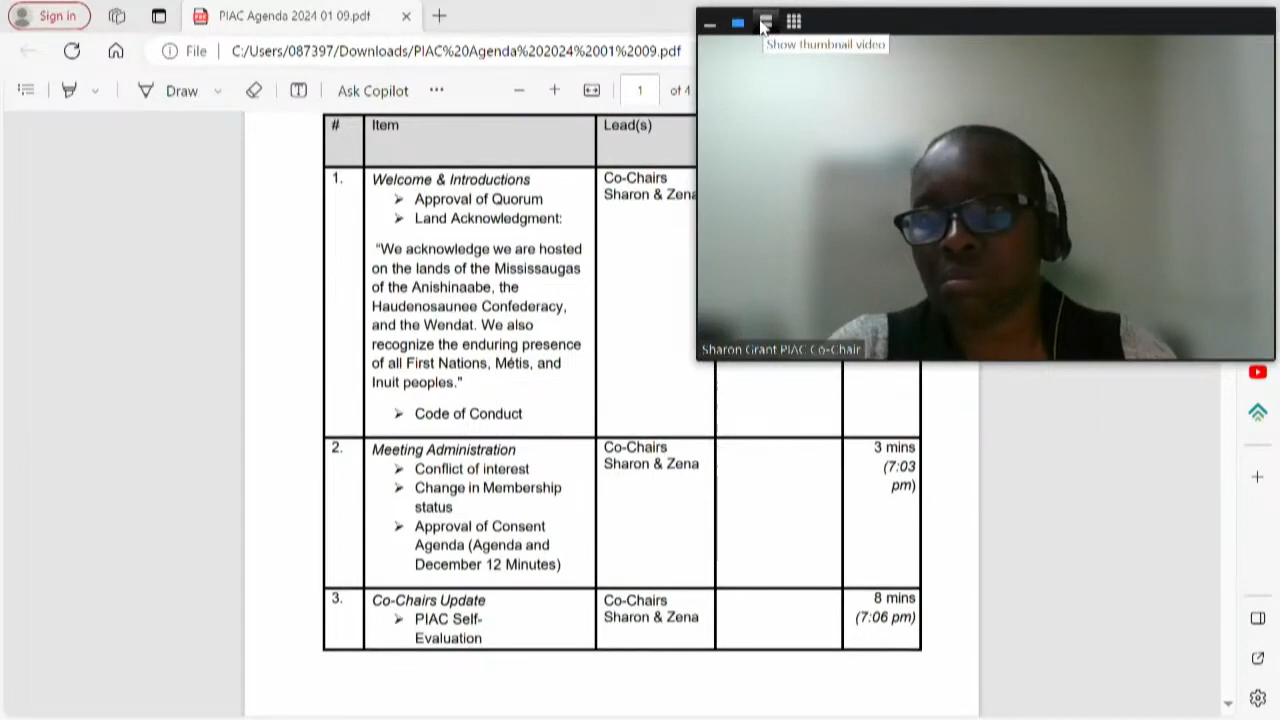 Sign in
PIAC Agenda 2024 01 09.pdf
File
C:/Users/087397/Downloads/PIAC%20Agenda%202024%2001%2009.pdf
Draw
Ask Copilot
1
of 4
Show thumbnail video
Sharon Grant PIAC Co-Chair
#
Item
Lead(s)
1.
Welcome & Introductions
Co-Chairs
Sharon & Zena
➢ Approval of Quorum
➢ Land Acknowledgment:
"We acknowledge we are hosted
on the lands of the Mississaugas
of the Anishinaabe, the
Haudenosaunee Confederacy,
and the Wendat. We also
recognize the enduring presence
of all First Nations, Métis, and
Inuit peoples."
➢ Code of Conduct
2.
Meeting Administration
Co-Chairs
Sharon & Zena
3 mins
(7:03
pm)
➢ Conflict of interest
➢ Change in Membership
status
➢ Approval of Consent
Agenda (Agenda and
December 12 Minutes)
3.
Co-Chairs Update
Co-Chairs
Sharon & Zena
8 mins
(7:06 pm)
➢ PIAC Self-
Evaluation